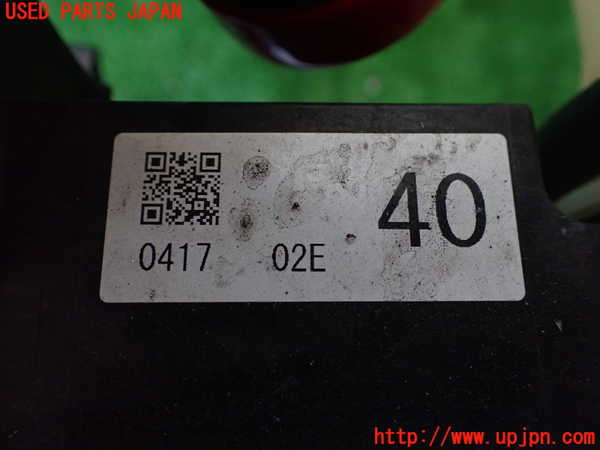 USED PARTS JAPAN
40
0417 02E
http://www.upjpn.com/